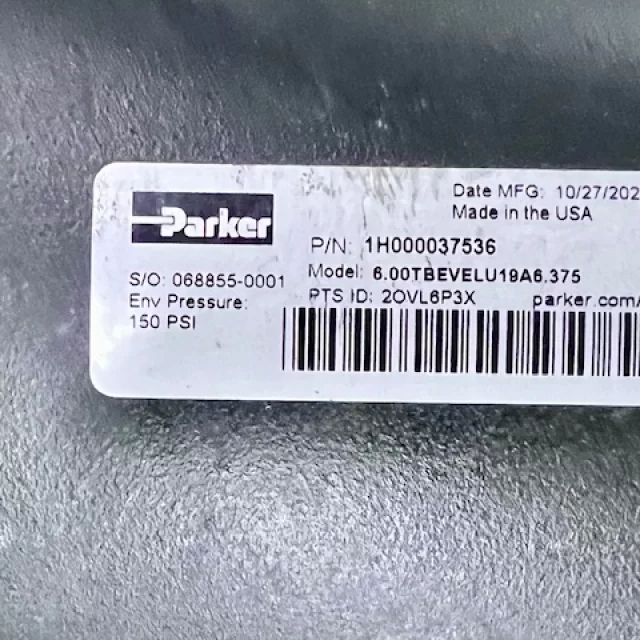 Parker
Date MFG: 10/27/202
Made in the USA
P/N: 1H000037536
Model: 6.00TBEVELU19A6.375
S/O: 068855-0001
PTS ID: 2OVL6P3X
parker.com/
Env Pressure:
150 PSI